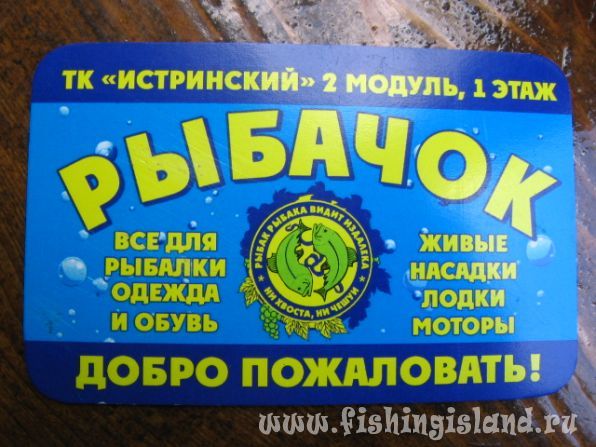 ТК «ИСТРИНСКИЙ» 2 МОДУЛЬ, 1 ЭТАЖ
РЫБАЧОК
ВСЕ ДЛЯ
РЫБАЛКИ
ОДЕЖДА
И ОБУВЬ
РЫБАК РЫБАКА ВИДИТ ИЗДАЛЕКА
НИ ХВОСТА, НИ ЧЕШУИ
ЖИВЫЕ
НАСАДКИ
ЛОДКИ
МОТОРЫ
ДОБРО ПОЖАЛОВАТЬ!
www.fishingisland.ru